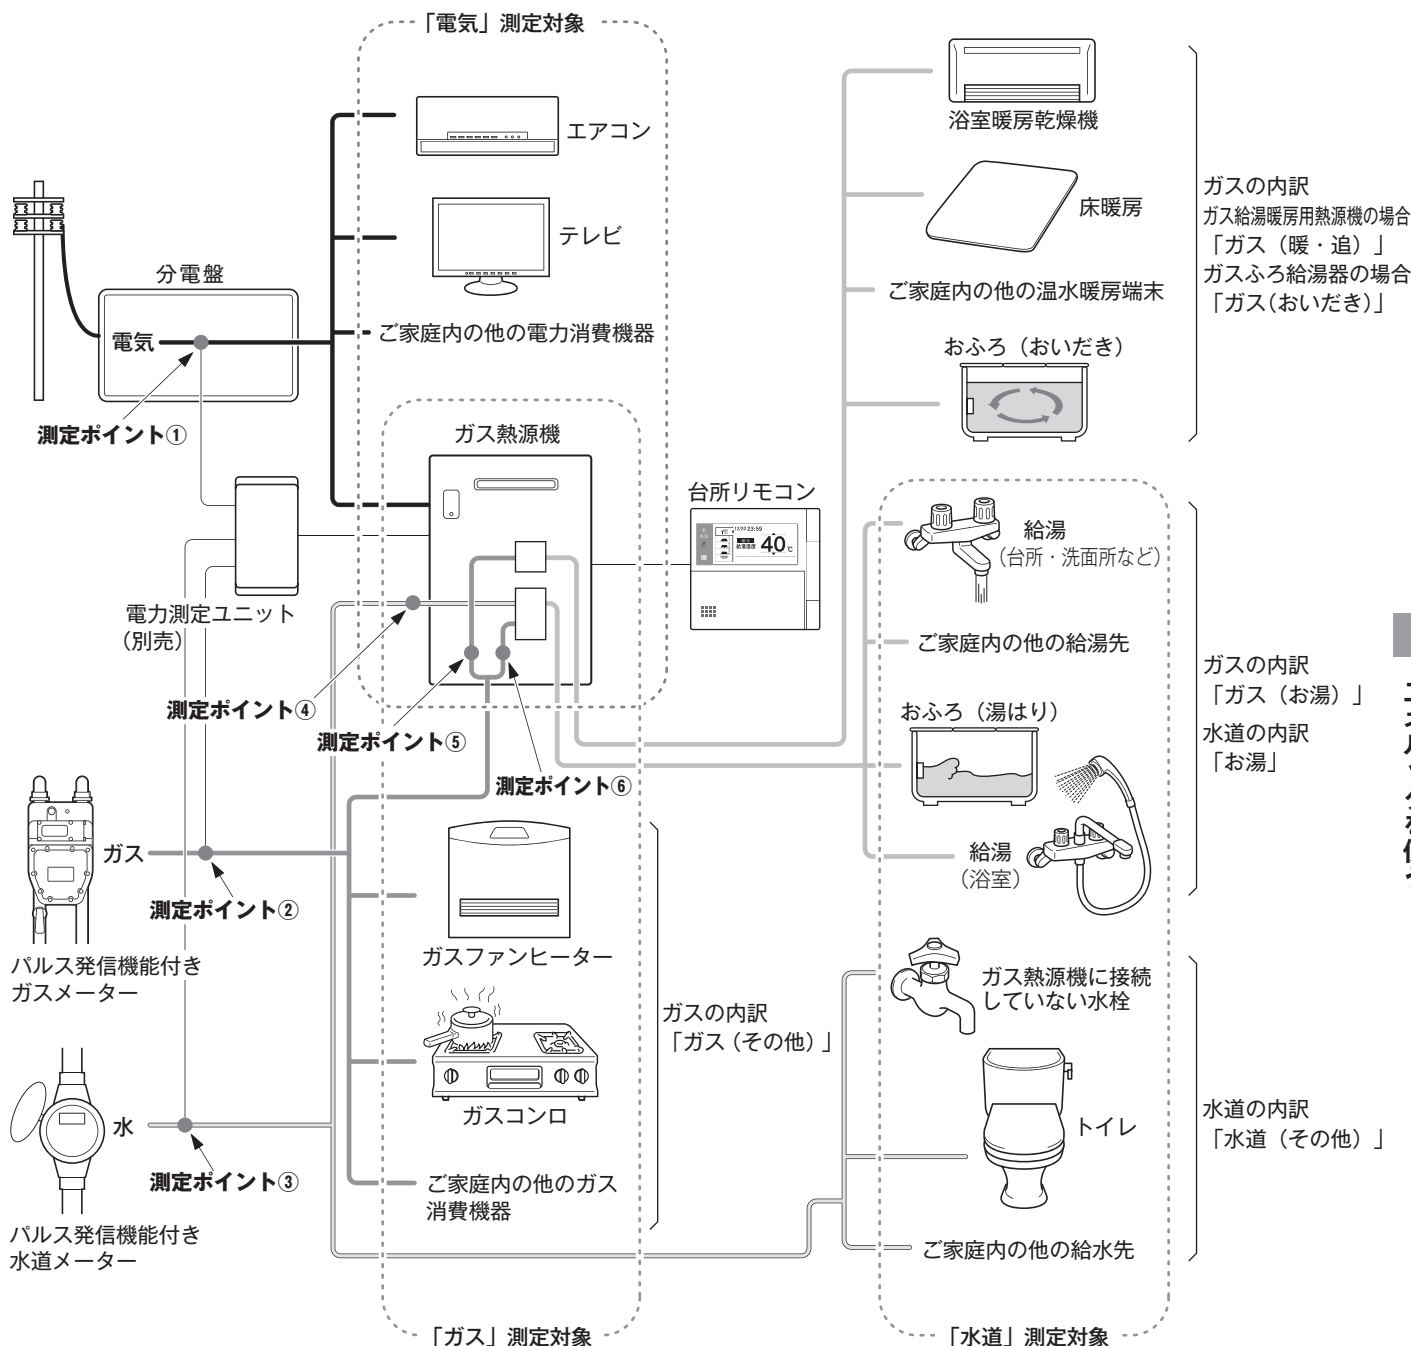 「電気」測定対象
エアコン
テレビ
ご家庭内の他の電力消費機器
分電盤
電気
測定ポイント①
ガス熱源機
台所リモコン
12/20 23:59
給湯温度
40℃
電力測定ユニット
（別売）
測定ポイント④
測定ポイント⑤
測定ポイント⑥
ガス
測定ポイント②
パルス発信機能付き
ガスメーター
水
測定ポイント③
パルス発信機能付き
水道メーター
ガスファンヒーター
ガスコンロ
ご家庭内の他のガス
消費機器
ガスの内訳
「ガス（その他）」
「ガス」測定対象
浴室暖房乾燥機
床暖房
ご家庭内の他の温水暖房端末
おふろ（おいだき）
ガスの内訳
ガス給湯暖房用熱源機の場合
「ガス（暖・追）」
ガスふろ給湯器の場合
「ガス（おいだき）」
給湯
（台所・洗面所など）
ご家庭内の他の給湯先
おふろ（湯はり）
給湯
（浴室）
ガスの内訳
「ガス（お湯）」
水道の内訳
「お湯」
ガス熱源機に接続
していない水栓
トイレ
ご家庭内の他の給水先
水道の内訳
「水道（その他）」
「水道」測定対象